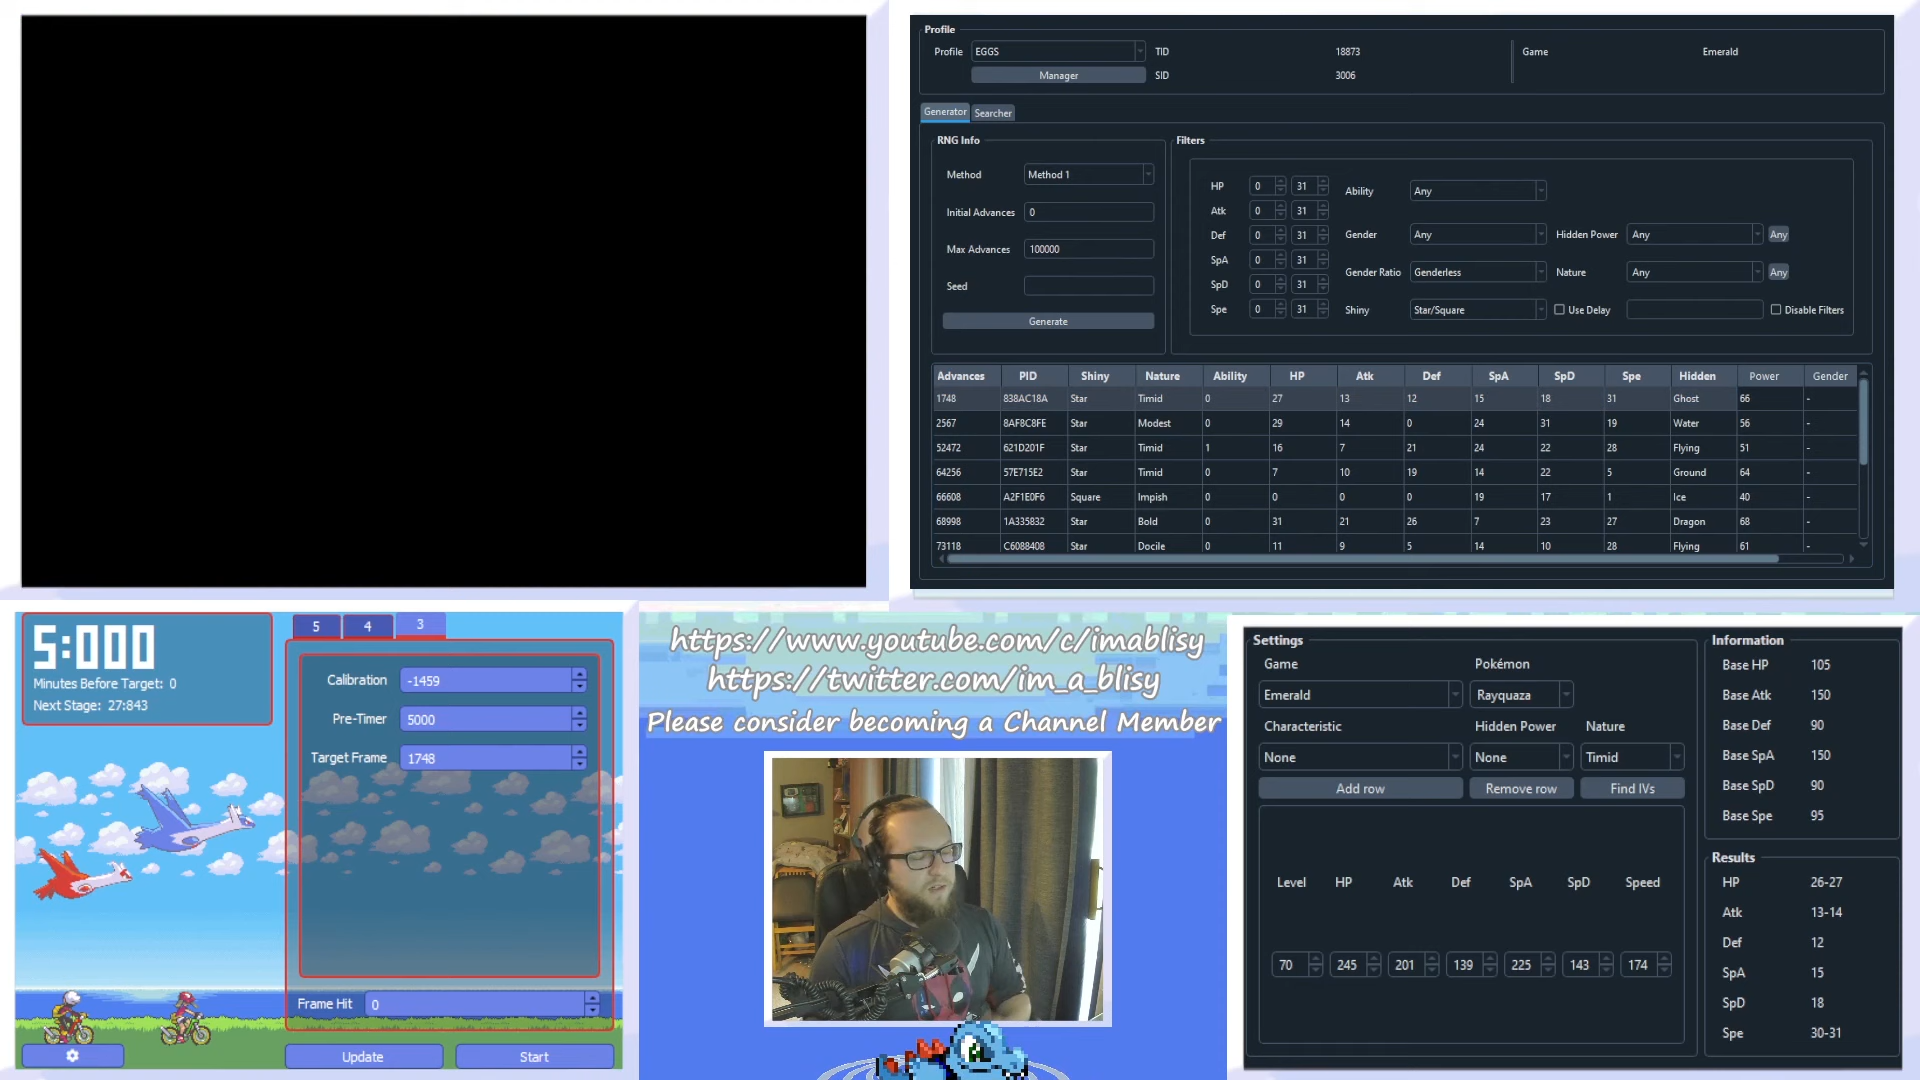 Profile
Profile EGGS TID 18873 Game Emerald
Manager SID 3006
Generator Searcher
RNG Info
Method Method 1
Initial Advances 0
Max Advances 100000
Seed
Generate
Filters
HP 0 31 Ability Any
Atk 0 31
Def 0 31 Gender Any Hidden Power Any Any
SpA 0 31
SpD 0 31 Gender Ratio Genderless Nature Any Any
Spe 0 31 Shiny Star/Square Use Delay Disable Filters
Advances PID Shiny Nature Ability HP Atk Def SpA SpD Spe Hidden Power Gender
1748 838AC18A Star Timid 0 27 13 12 15 18 31 Ghost 66 -
2567 8AF8C8FE Star Modest 0 29 14 0 24 31 19 Water 56 -
52472 621D201F Star Timid 1 16 7 21 24 22 28 Flying 51 -
64256 57E715E2 Star Timid 0 7 10 19 14 22 5 Ground 64 -
66608 A2F1E0F6 Square Impish 0 0 0 0 19 17 1 Ice 40 -
68998 1A335832 Star Bold 0 31 21 26 7 23 27 Dragon 68 -
73118 C6088408 Star Docile 0 11 9 5 14 10 28 Flying 61 -
5:000
Minutes Before Target: 0
Next Stage: 27:843
5 4 3
Calibration -1459
Pre-Timer 5000
Target Frame 1748
Frame Hit 0
Update Start
https://www.youtube.com/c/imablisy
https://twitter.com/im_a_blisy
Please consider becoming a Channel Member
Settings
Game Pokémon
Emerald Rayquaza
Characteristic Hidden Power Nature
None None Timid
Add row Remove row Find IVs
Level HP Atk Def SpA SpD Speed
70 245 201 139 225 143 174
Information
Base HP 105
Base Atk 150
Base Def 90
Base SpA 150
Base SpD 90
Base Spe 95
Results
HP 26-27
Atk 13-14
Def 12
SpA 15
SpD 18
Spe 30-31